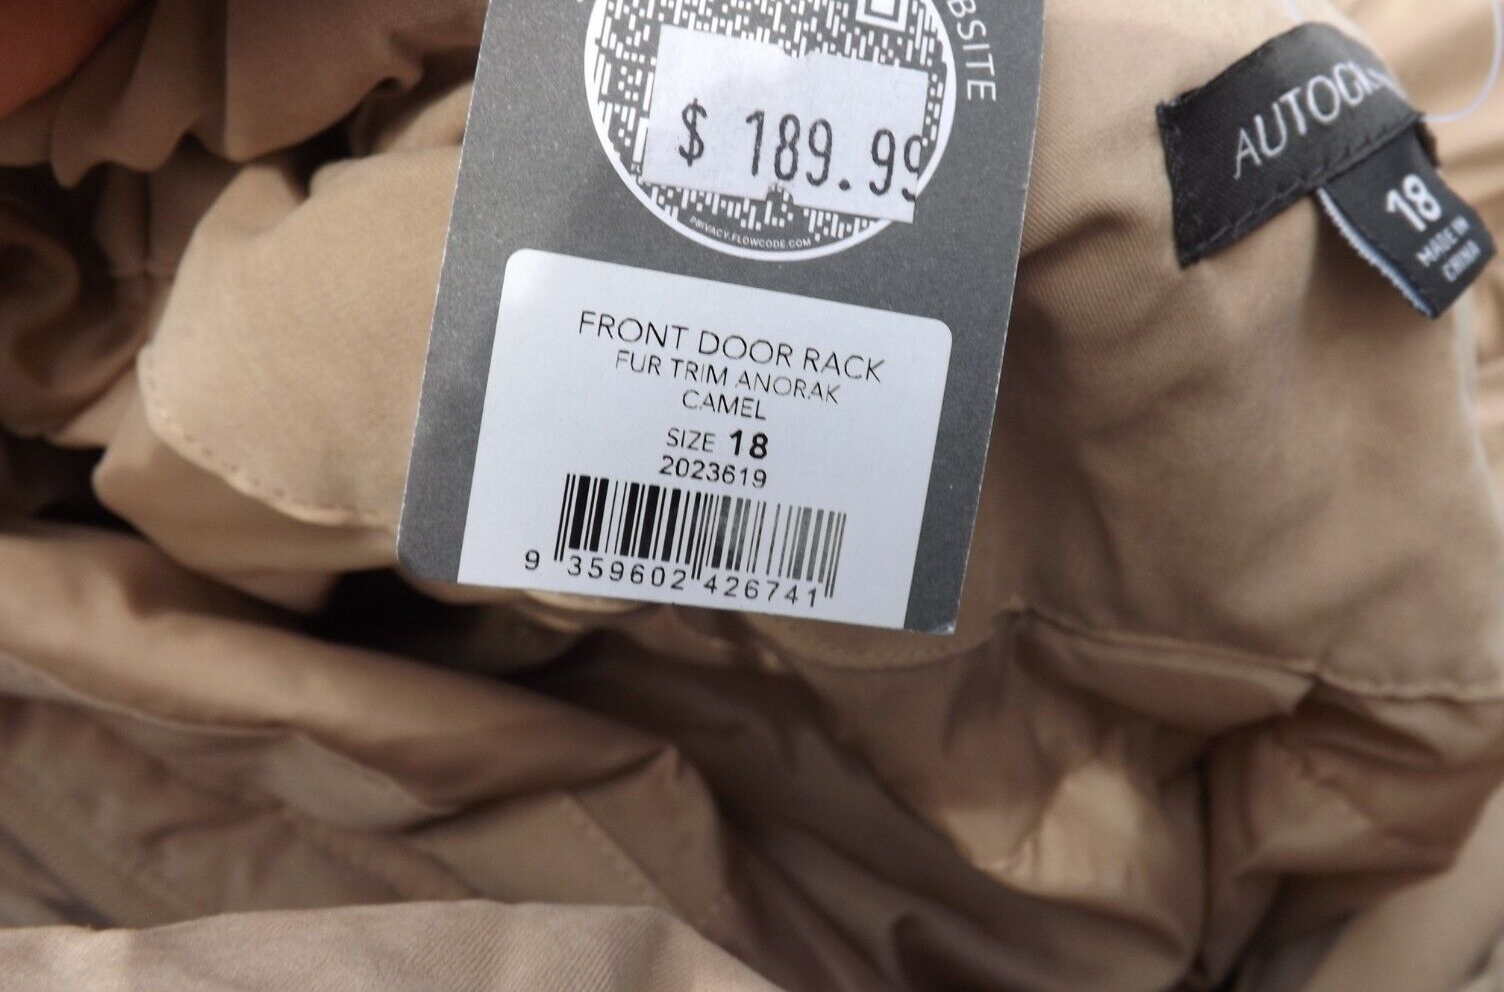 $ 189.99
PRIVACY.FLOWCODE.COM
FRONT DOOR RACK
FUR TRIM ANORAK
CAMEL
SIZE 18
2023619
9 359602 426741
18
MADE IN
CHINA